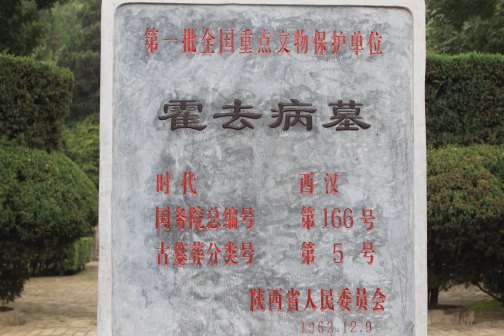 第一批全国重点文物保护单位
霍去病墓
时代 西汉
国务院总编号 第166号
古墓葬分类号 第5号
陕西省人民委员会
1963.12.9